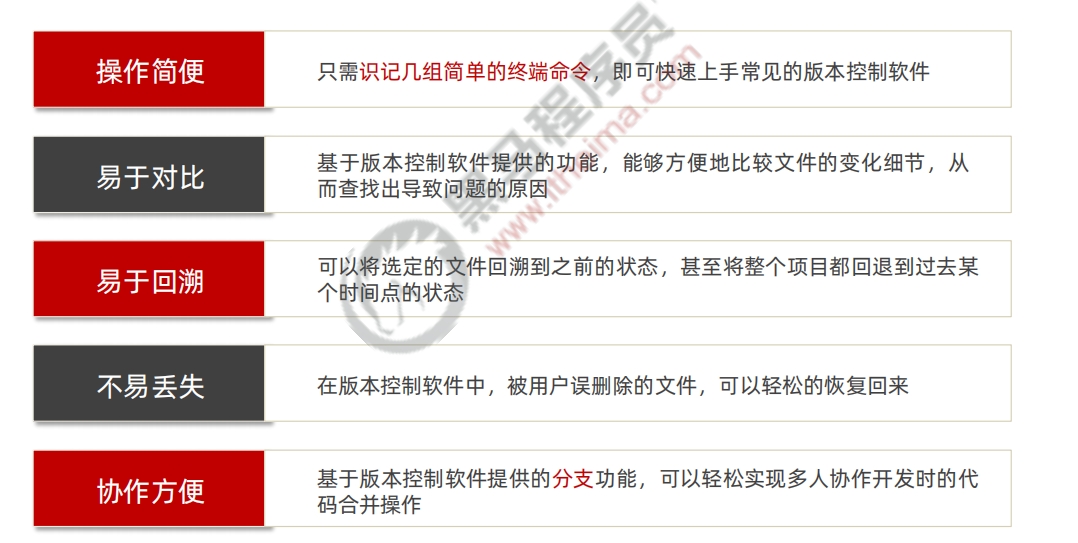 操作简便
只需识记几组简单的终端命令，即可快速上手常见的版本控制软件
易于对比
基于版本控制软件提供的功能，能够方便地比较文件的变化细节，从
而查找出导致问题的原因
易于回溯
可以将选定的文件回溯到之前的状态，甚至将整个项目都回退到过去某
个时间点的状态
不易丢失
在版本控制软件中，被用户误删除的文件，可以轻松的恢复回来
协作方便
基于版本控制软件提供的分支功能，可以轻松实现多人协作开发时的代
码合并操作
黑马程序员
www.itheima.com